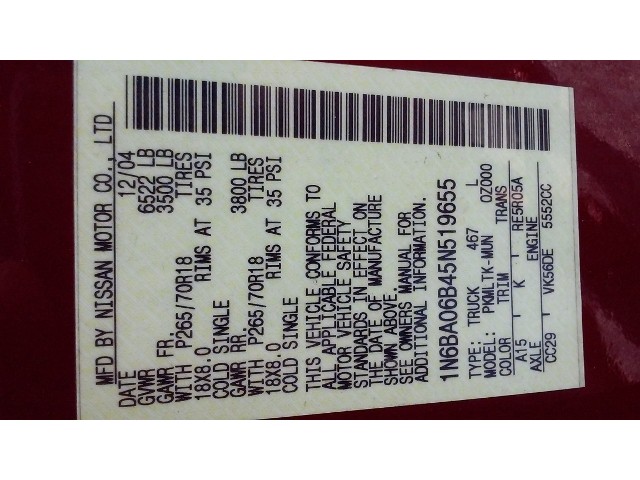 MFD BY NISSAN MOTOR CO., LTD
DATE 12/04
GVWR 6522 LB
GAWR FR, 3500 LB
WITH P265/70R18 TIRES
18X8.0 RIMS AT 35 PSI
COLD SINGLE
GAWR RR 3800 LB
WITH P265/70R18 TIRES
18X8.0 RIMS AT 35 PSI
COLD SINGLE
THIS VEHICLE CONFORMS TO
ALL APPLICABLE FEDERAL
MOTOR VEHICLE SAFETY
STANDARDS IN EFFECT ON
THE DATE OF MANUFACTURE
SHOWN ABOVE.
SEE OWNERS MANUAL FOR
ADDITIONAL INFORMATION.
1N6BA06B45N519655
TYPE: TRUCK 467 L
MODEL: PKMLTK-MUN 0Z000
COLOR TRIM TRANS
A15 K RE5R05A
AXLE ENGINE
CC29 VK56DE 5552CC